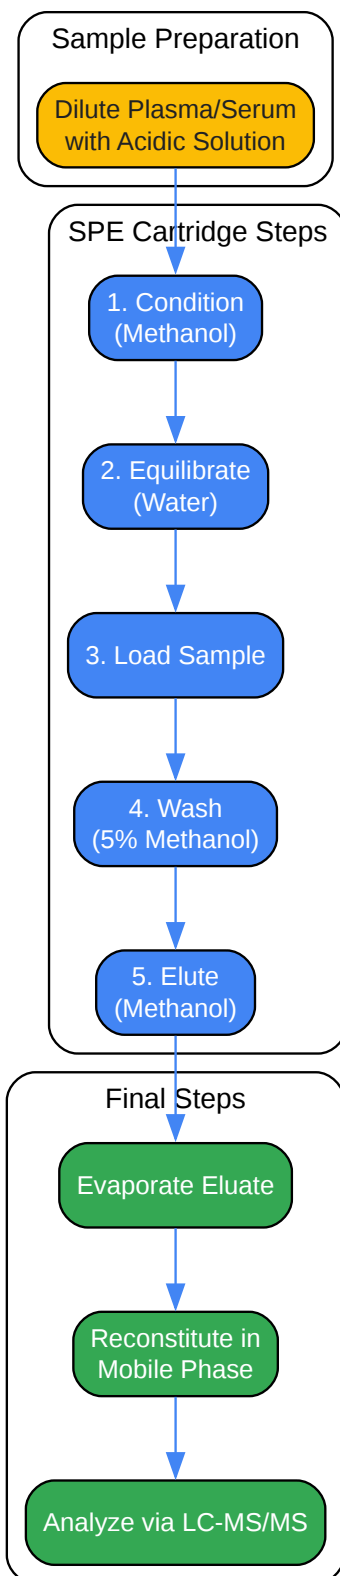 Sample Preparation
Dilute Plasma/Serum
with Acidic Solution
SPE Cartridge Steps
1. Condition
(Methanol)
2. Equilibrate
(Water)
3. Load Sample
4. Wash
(5% Methanol)
5. Elute
(Methanol)
Final Steps
Evaporate Eluate
Reconstitute in
Mobile Phase
Analyze via LC-MS/MS